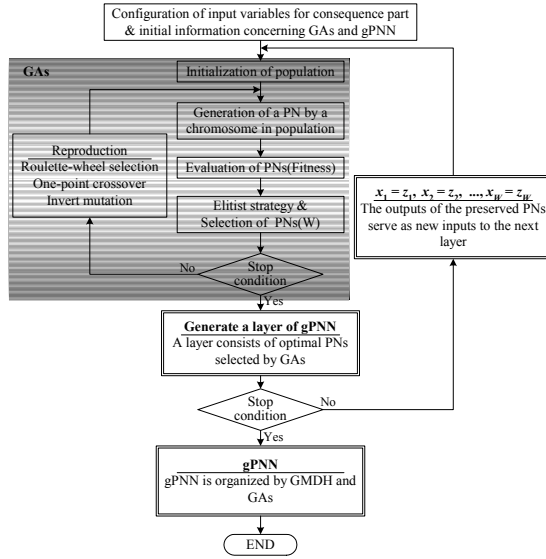 Configuration of input variables for consequence part
& initial information concerning GAs and gPNN
GAs
Initialization of population
Generation of a PN by a
chromosome in population
Reproduction
Roulette-wheel selection
One-point crossover
Invert mutation
Evaluation of PNs(Fitness)
x1 = z1, x2 = z2, ..., xW = zW
The outputs of the preserved PNs
serve as new inputs to the next
layer
Elitist strategy &
Selection of PNs(W)
No
Stop
condition
Yes
Generate a layer of gPNN
A layer consists of optimal PNs
selected by GAs
Stop
condition
No
Yes
gPNN
gPNN is organized by GMDH and
GAs
END